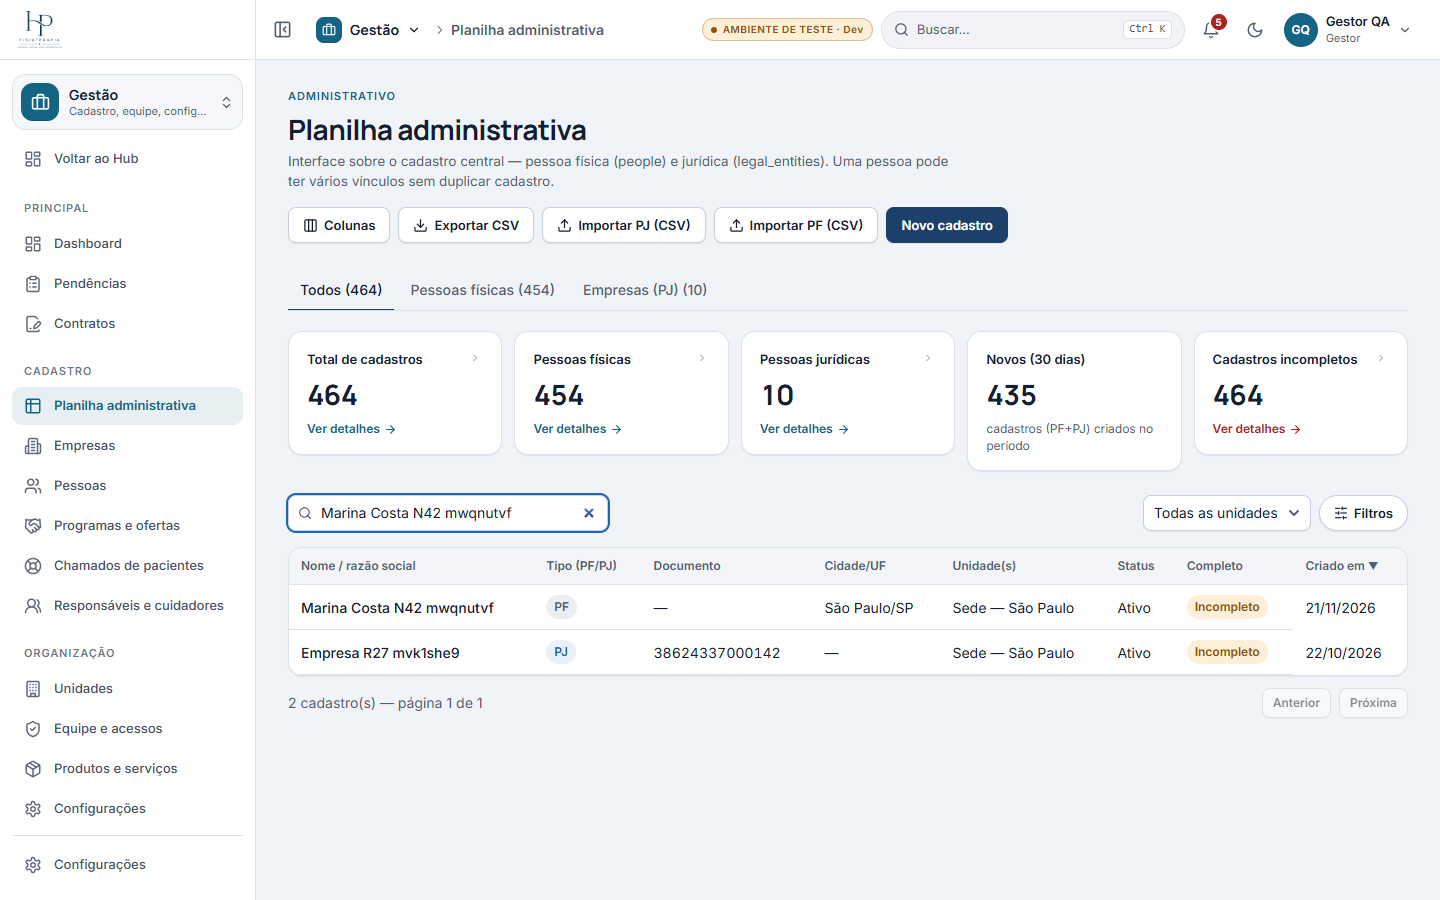 HP
FISIOTERAPIA
Gestão
Planilha administrativa
AMBIENTE DE TESTE · Dev
Buscar...
Ctrl K
5
GQ
Gestor QA
Gestor
Gestão
Cadastro, equipe, config...
Voltar ao Hub
PRINCIPAL
Dashboard
Pendências
Contratos
CADASTRO
Planilha administrativa
Empresas
Pessoas
Programas e ofertas
Chamados de pacientes
Responsáveis e cuidadores
ORGANIZAÇÃO
Unidades
Equipe e acessos
Produtos e serviços
Configurações
Configurações
ADMINISTRATIVO
Planilha administrativa
Interface sobre o cadastro central — pessoa física (people) e jurídica (legal_entities). Uma pessoa pode
ter vários vínculos sem duplicar cadastro.
Colunas
Exportar CSV
Importar PJ (CSV)
Importar PF (CSV)
Novo cadastro
Todos (464)
Pessoas físicas (454)
Empresas (PJ) (10)
Total de cadastros
464
Ver detalhes →
Pessoas físicas
454
Ver detalhes →
Pessoas jurídicas
10
Ver detalhes →
Novos (30 dias)
435
cadastros (PF+PJ) criados no
período
Cadastros incompletos
464
Ver detalhes →
Marina Costa N42 mwqnutvf
Todas as unidades
Filtros
Nome / razão social Tipo (PF/PJ) Documento Cidade/UF Unidade(s) Status Completo Criado em ▼
Marina Costa N42 mwqnutvf PF — São Paulo/SP Sede — São Paulo Ativo Incompleto 21/11/2026
Empresa R27 mvk1she9 PJ 38624337000142 — Sede — São Paulo Ativo Incompleto 22/10/2026
2 cadastro(s) — página 1 de 1
Anterior
Próxima